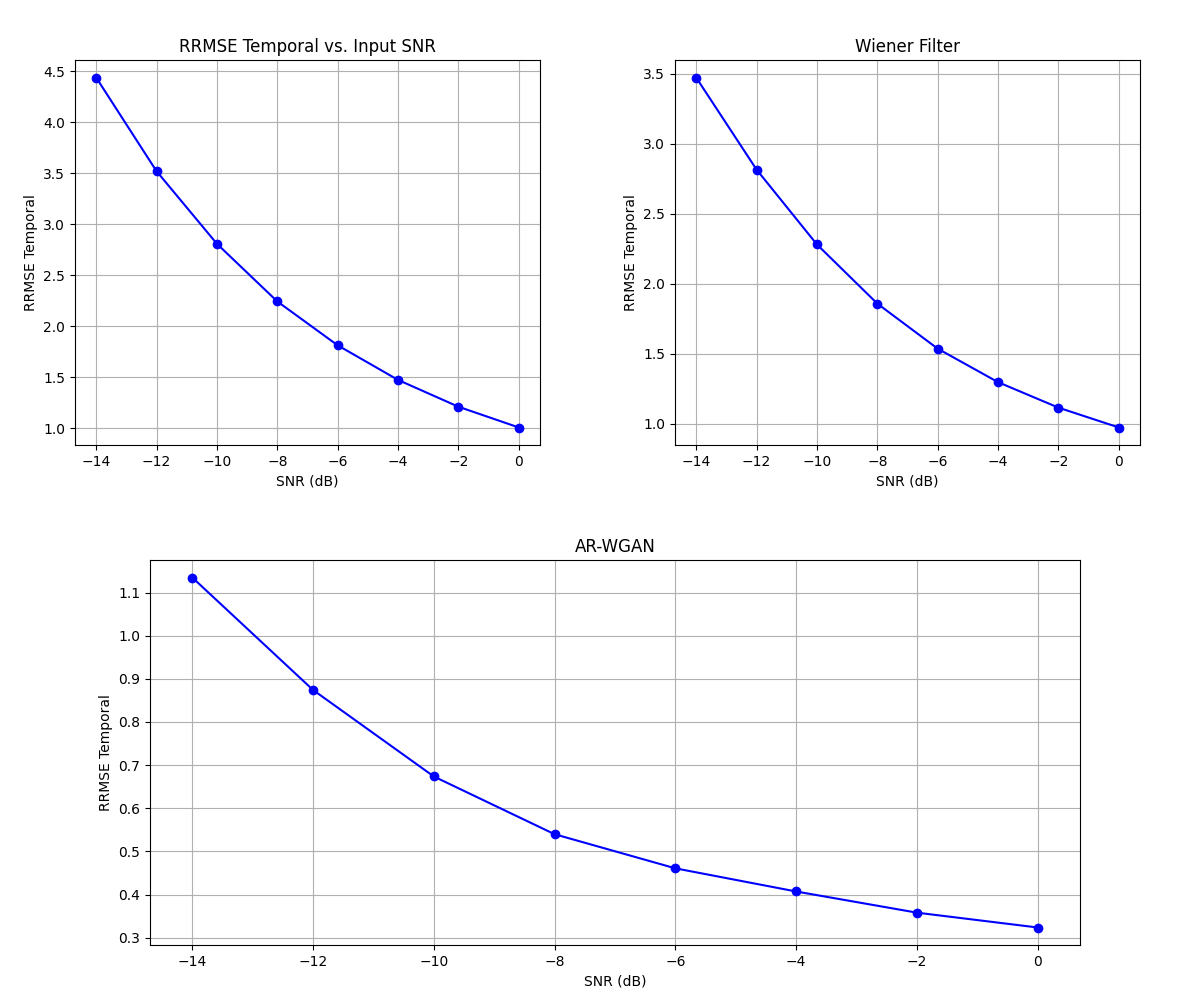 RRMSE Temporal vs. Input SNR
RRMSE Temporal
4.5
4.0
3.5
3.0
2.5
2.0
1.5
1.0
−14 −12 −10 −8 −6 −4 −2 0
SNR (dB)
Wiener Filter
RRMSE Temporal
3.5
3.0
2.5
2.0
1.5
1.0
−14 −12 −10 −8 −6 −4 −2 0
SNR (dB)
AR-WGAN
RRMSE Temporal
1.1
1.0
0.9
0.8
0.7
0.6
0.5
0.4
0.3
−14 −12 −10 −8 −6 −4 −2 0
SNR (dB)